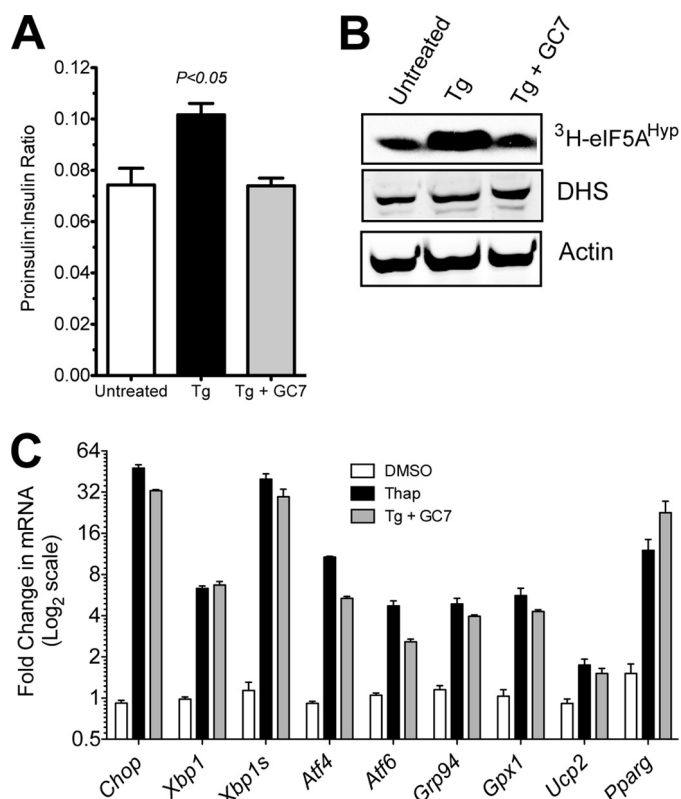 A
P<0.05
Proinsulin:Insulin Ratio
0.12
0.10
0.08
0.06
0.04
0.02
0.00
Untreated Tg Tg + GC7
B
Untreated
Tg
Tg + GC7
³H-eIF5A^Hyp
DHS
Actin
C
Fold Change in mRNA
(Log₂ scale)
64
32
16
8
4
2
1
0.5
DMSO
Thap
Tg + GC7
Chop Xbp1 Xbp1s Atf4 Atf6 Grp94 Gpx1 Ucp2 Pparg